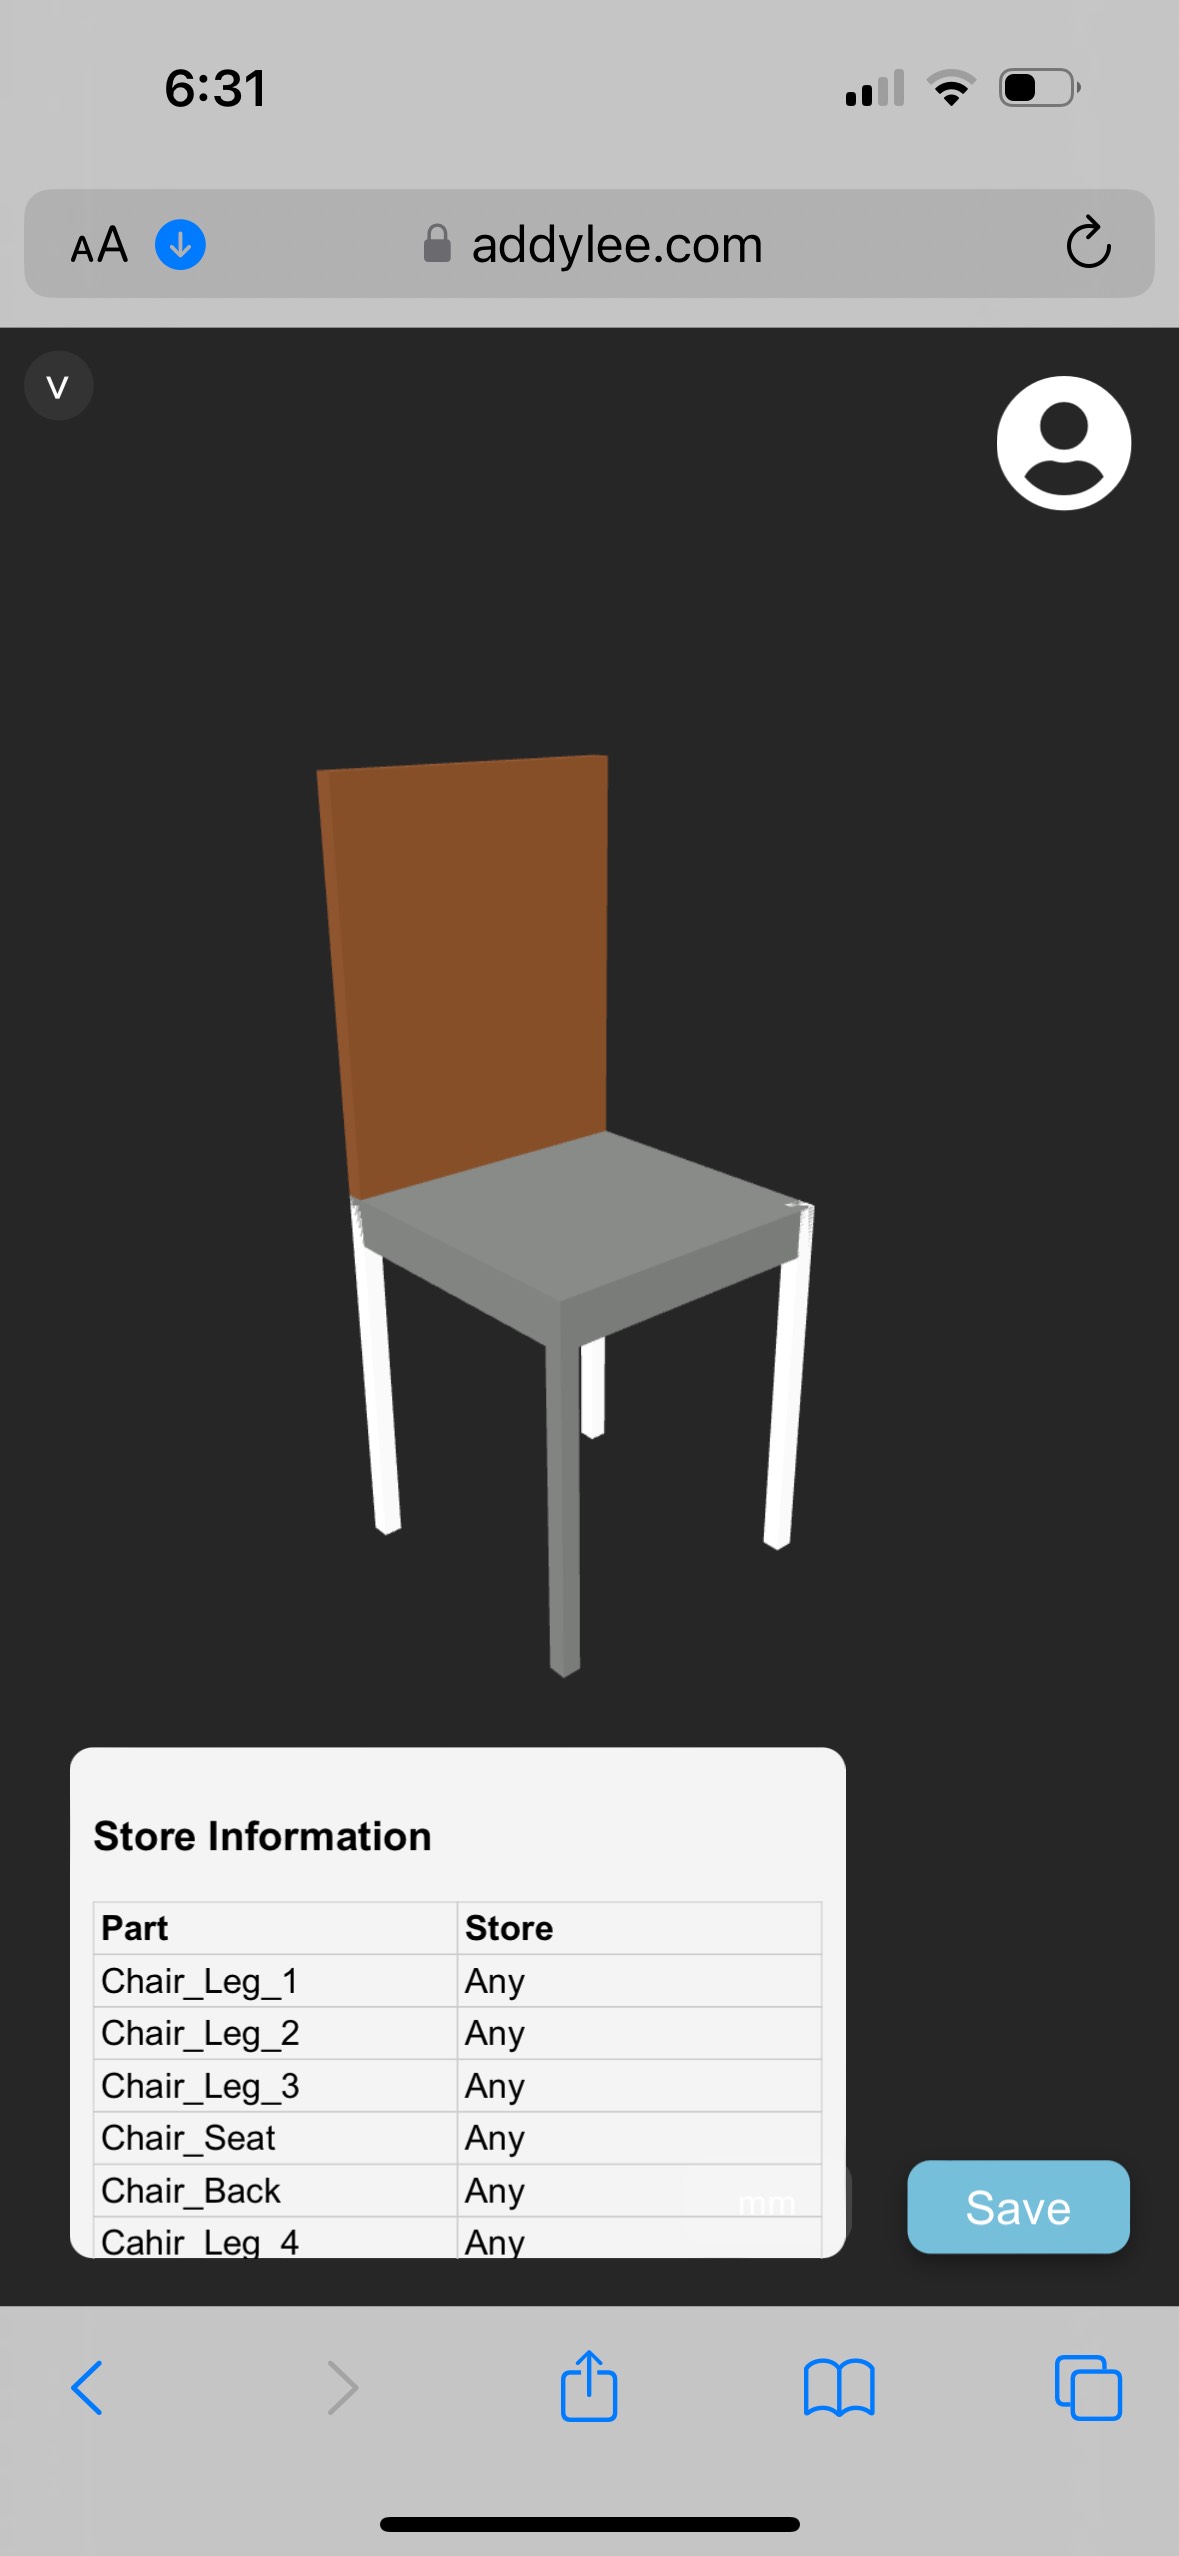 6:31
AA addylee.com
v
Store Information
Part Store
Chair_Leg_1 Any
Chair_Leg_2 Any
Chair_Leg_3 Any
Chair_Seat Any
Chair_Back Any
mm
Save
Cahir_Leg_4 Any